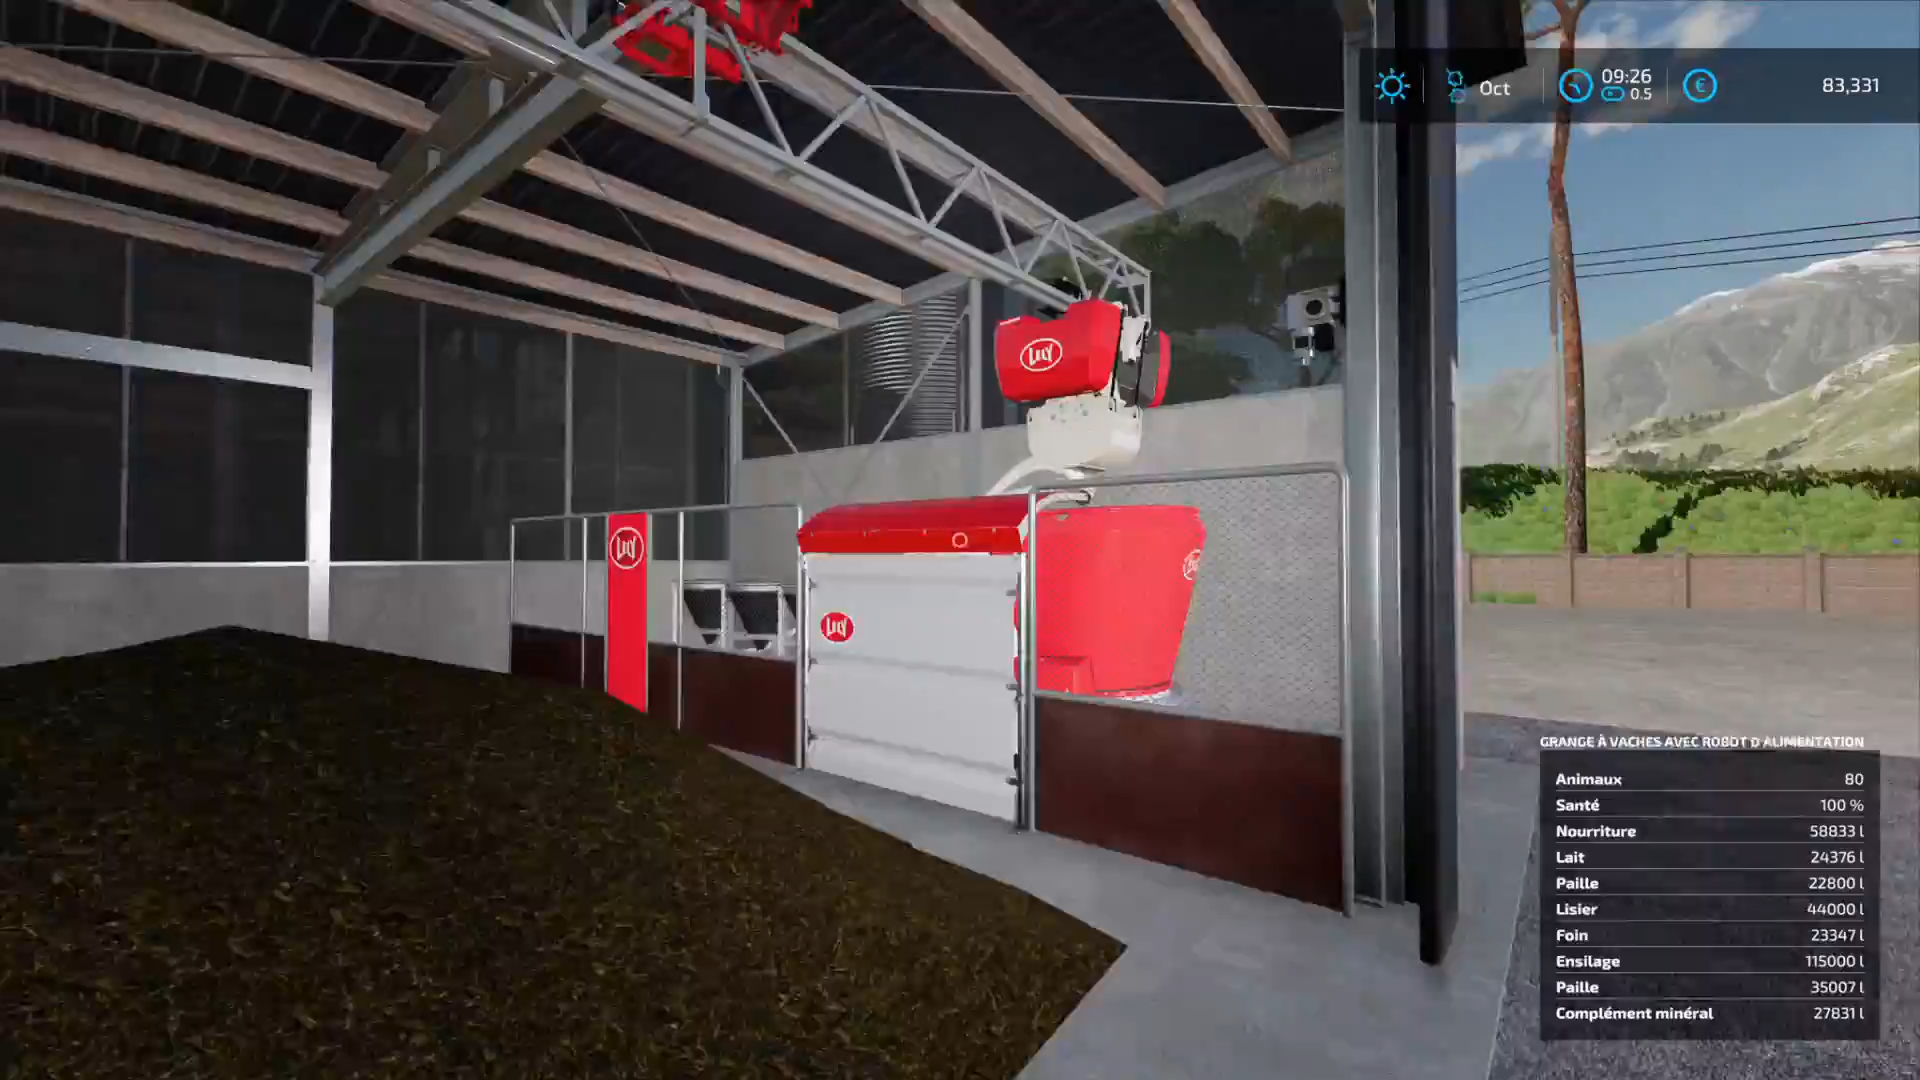 Oct
09:26
0.5
€
83,331
LELY
LELY
LELY
GRANGE À VACHES AVEC ROBOT D ALIMENTATION
Animaux 80
Santé 100 %
Nourriture 58833 l
Lait 24376 l
Paille 22800 l
Lisier 44000 l
Foin 23347 l
Ensilage 115000 l
Paille 35007 l
Complément minéral 27831 l